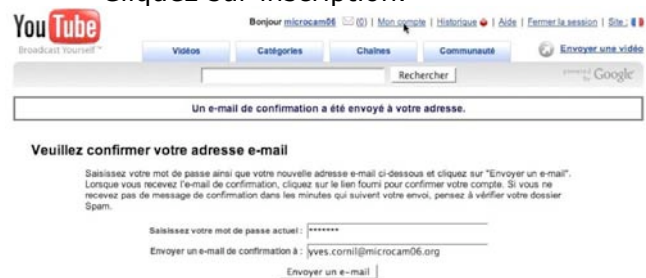 Cliquez sur inscription.
You Tube
Broadcast Yourself ™
Bonjour microcam06 (0) | Mon compte | Historique | Aide | Fermer la session | Site :
Vidéos Catégories Chaînes Communauté Envoyer une vidéo
Rechercher powered by Google
Un e-mail de confirmation a été envoyé à votre adresse.
Veuillez confirmer votre adresse e-mail
Saisissez votre mot de passe ainsi que votre nouvelle adresse e-mail ci-dessous et cliquez sur "Envoyer un e-mail".
Lorsque vous recevez l'e-mail de confirmation, cliquez sur le lien fourni pour confirmer votre compte. Si vous ne
recevez pas de message de confirmation dans les minutes qui suivent votre envoi, pensez à vérifier votre dossier
Spam.
Saisissez votre mot de passe actuel : •••••••
Envoyer un e-mail de confirmation à : yves.cornil@microcam06.org
Envoyer un e-mail